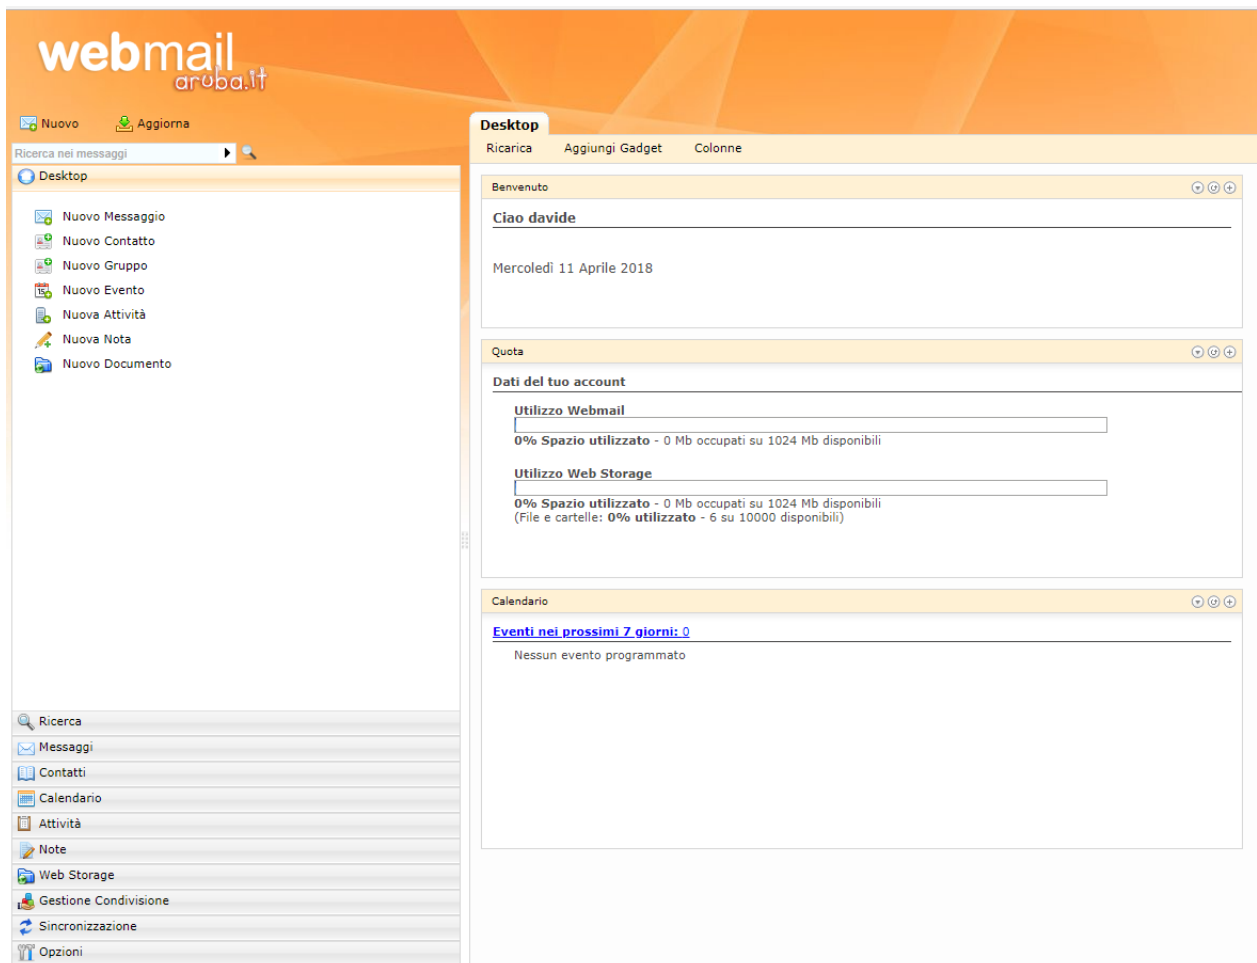 webmail
aruba.it
Nuovo Aggiorna
Ricerca nei messaggi
Desktop
Nuovo Messaggio
Nuovo Contatto
Nuovo Gruppo
Nuovo Evento
Nuova Attività
Nuova Nota
Nuovo Documento
Ricerca
Messaggi
Contatti
Calendario
Attività
Note
Web Storage
Gestione Condivisione
Sincronizzazione
Opzioni
Desktop
Ricarica Aggiungi Gadget Colonne
Benvenuto
Ciao davide
Mercoledì 11 Aprile 2018
Quota
Dati del tuo account
Utilizzo Webmail
0% Spazio utilizzato - 0 Mb occupati su 1024 Mb disponibili
Utilizzo Web Storage
0% Spazio utilizzato - 0 Mb occupati su 1024 Mb disponibili
(File e cartelle: 0% utilizzato - 6 su 10000 disponibili)
Calendario
Eventi nei prossimi 7 giorni: 0
Nessun evento programmato